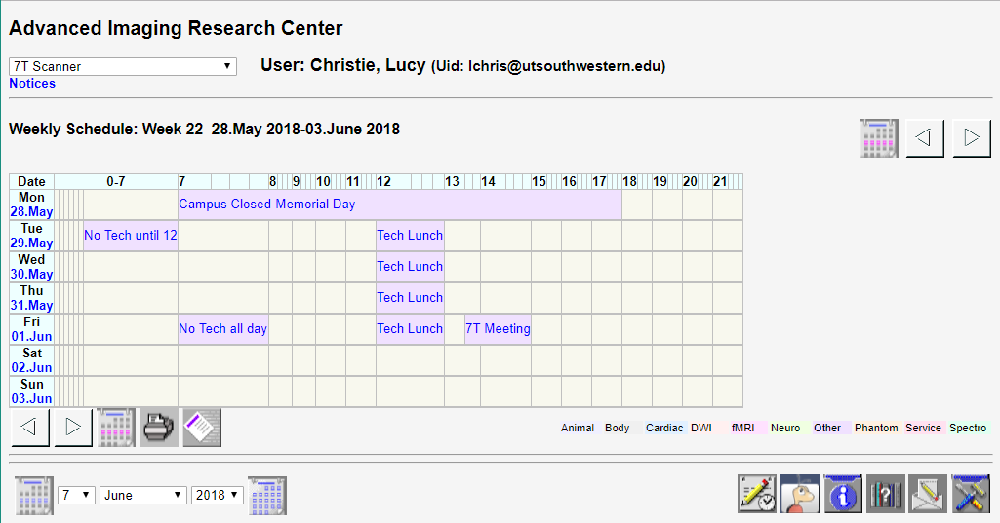 Advanced Imaging Research Center
7T Scanner
User: Christie, Lucy (Uid: lchris@utsouthwestern.edu)
Notices
Weekly Schedule: Week 22 28.May 2018-03.June 2018
Date 0-7 7 8 9 10 11 12 13 14 15 16 17 18 19 20 21
Mon
28.May Campus Closed-Memorial Day
Tue
29.May No Tech until 12 Tech Lunch
Wed
30.May Tech Lunch
Thu
31.May Tech Lunch
Fri
01.Jun No Tech all day Tech Lunch 7T Meeting
Sat
02.Jun
Sun
03.Jun
Animal Body Cardiac DWI fMRI Neuro Other Phantom Service Spectro
7 June 2018